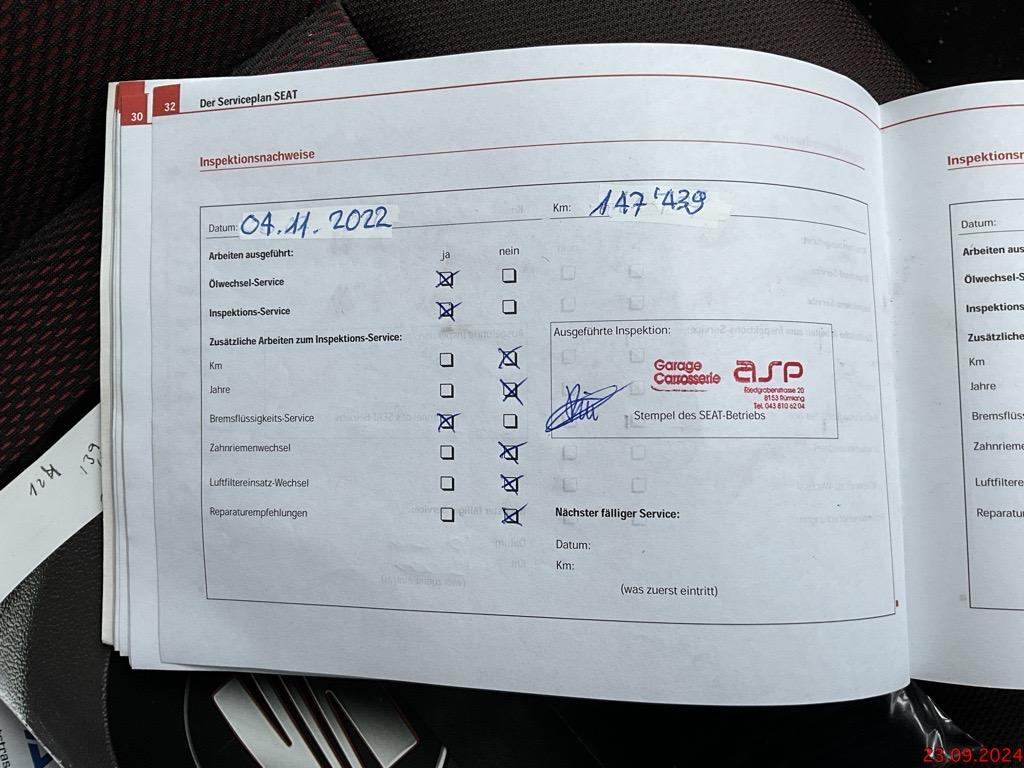 30
32
Der Serviceplan SEAT
Inspektionsnachweise
Datum: 04.11.2022
Km: 147'439
Arbeiten ausgeführt:
ja
nein
Ölwechsel-Service
Inspektions-Service
Zusätzliche Arbeiten zum Inspektions-Service:
Km
Jahre
Bremsflüssigkeits-Service
Zahnriemenwechsel
Luftfiltereinsatz-Wechsel
Reparaturempfehlungen
Ausgeführte Inspektion:
Garage
Carrosserie
asp
Riedgrabenstrasse 20
8153 Rümlang
Tel. 043 810 62 04
Stempel des SEAT-Betriebs
Nächster fälliger Service:
Datum:
Km:
(was zuerst eintritt)
Inspektionsr
Datum:
Arbeiten aus
Ölwechsel-S
Inspektions
Zusätzliche
Km
Jahre
Bremsflüss
Zahnrieme
Luftfiltere
Reparatur
139
23.09.2024